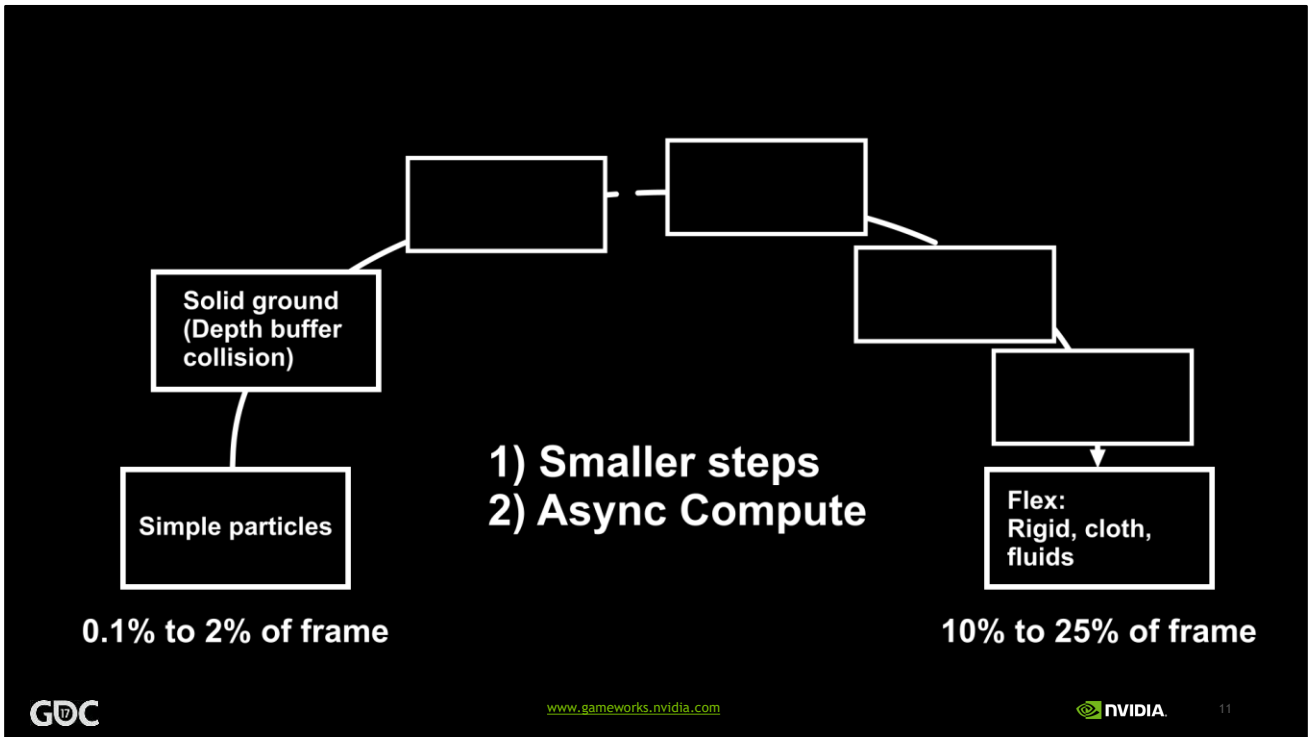 Solid ground
(Depth buffer
collision)
Simple particles
0.1% to 2% of frame
1) Smaller steps
2) Async Compute
Flex:
Rigid, cloth,
fluids
10% to 25% of frame
GDC 17
www.gameworks.nvidia.com
NVIDIA.
11